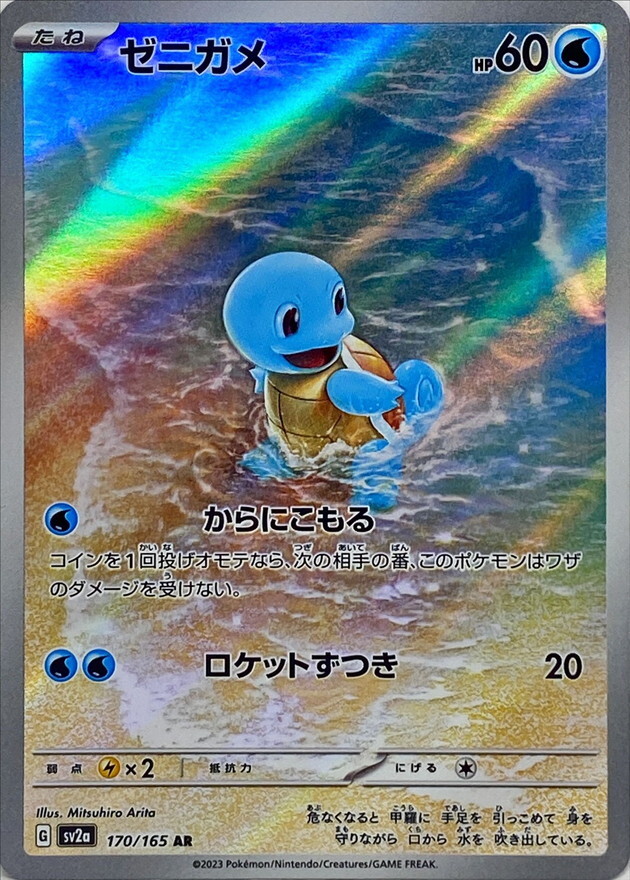 たね
ゼニガメ
HP60
からにこもる
コインを1回投げオモテなら、次の相手の番、このポケモンはワザ
のダメージを受けない。
ロケットずつき 20
弱点 ×2 抵抗力 にげる
Illus. Mitsuhiro Arita
危なくなると 甲羅に 手足を 引っこめて 身を
守りながら 口から 水を 吹き出している。
G sv2a 170/165 AR
©2023 Pokémon/Nintendo/Creatures/GAME FREAK.